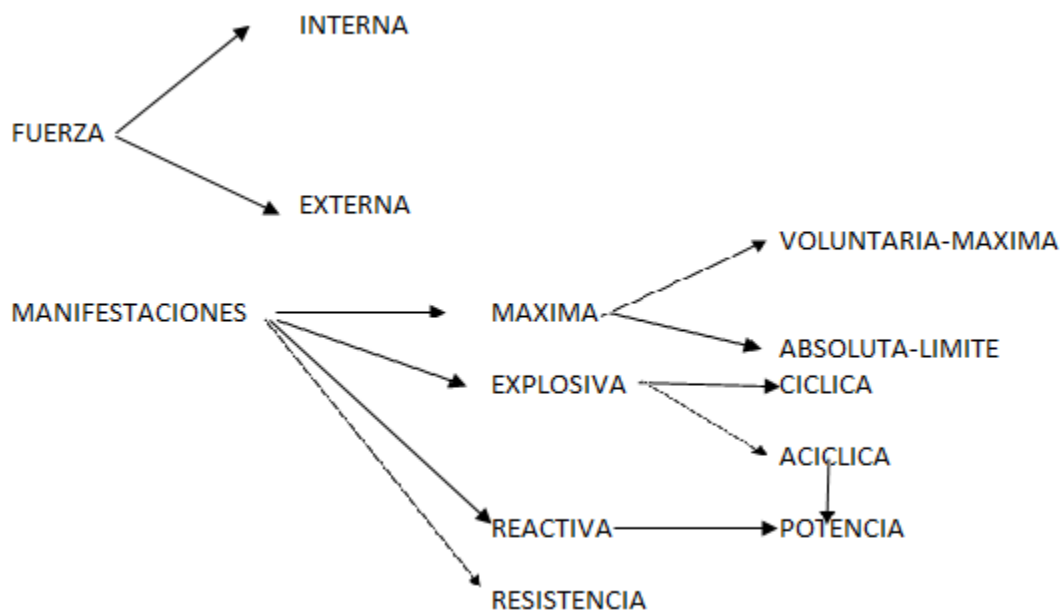 INTERNA
FUERZA
EXTERNA
VOLUNTARIA-MAXIMA
MANIFESTACIONES
MAXIMA
ABSOLUTA-LIMITE
EXPLOSIVA
CICLICA
ACICLICA
REACTIVA
POTENCIA
RESISTENCIA